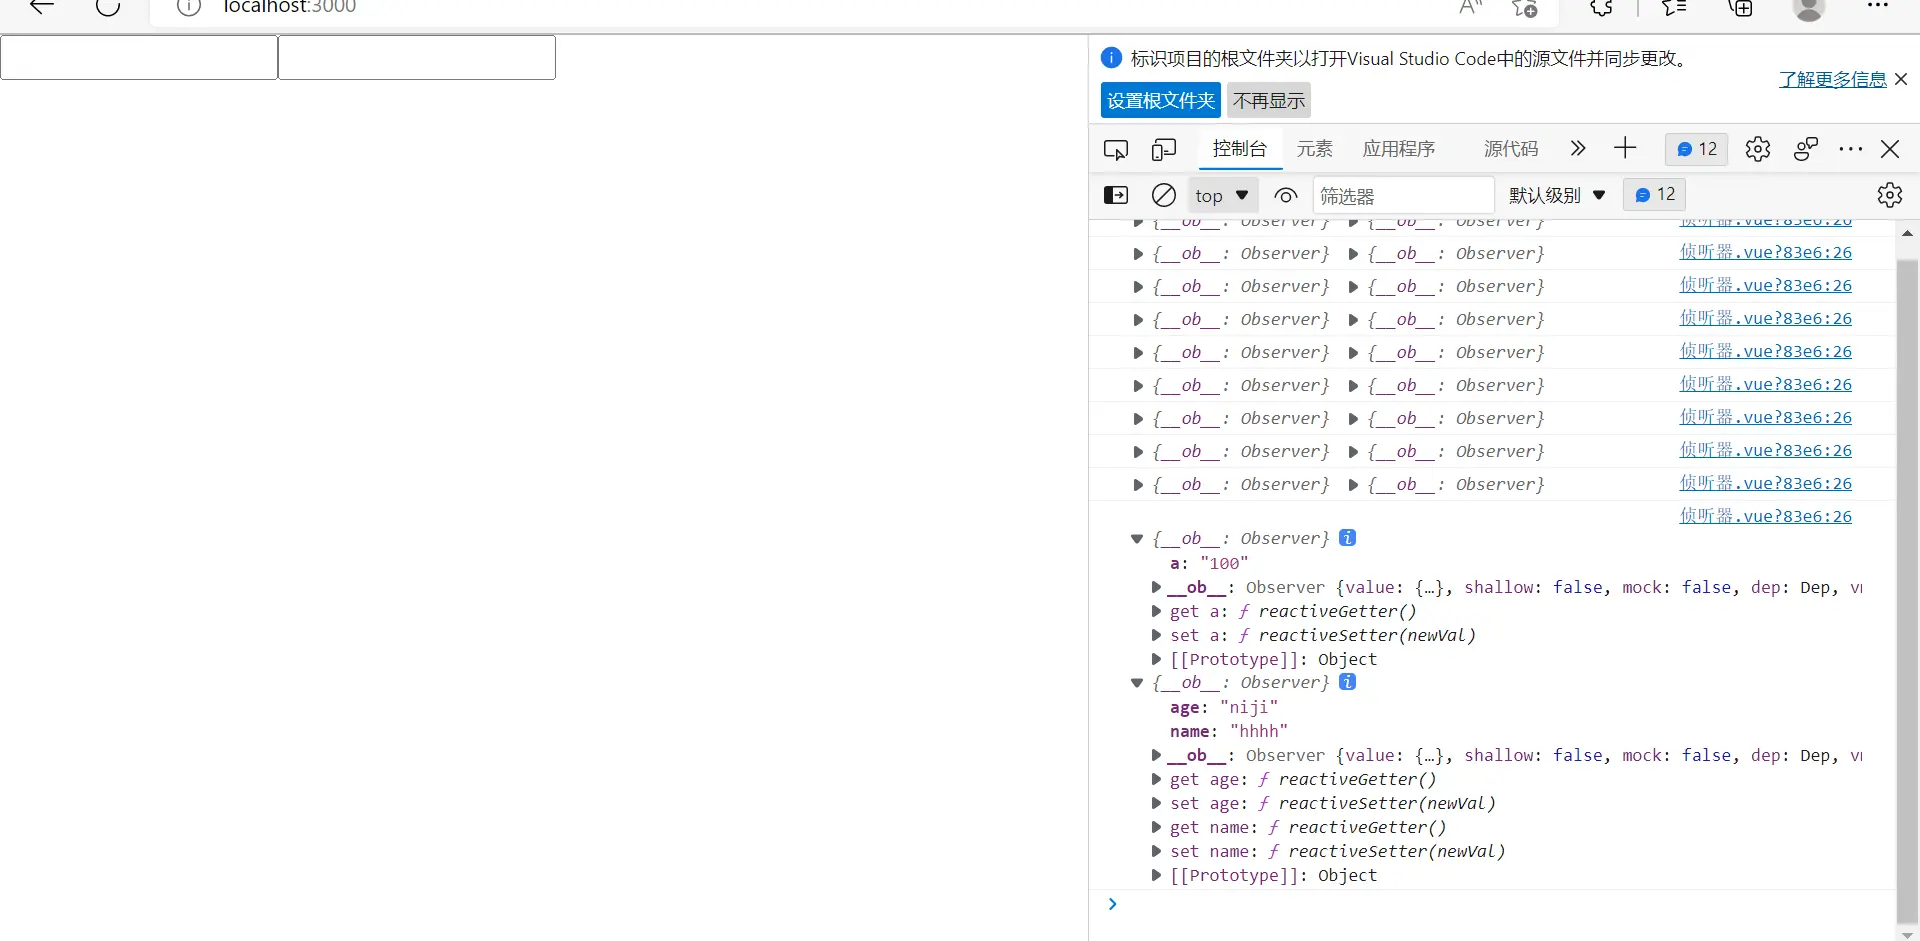 localhost:3000
标识项目的根文件夹以打开Visual Studio Code中的源文件并同步更改。
了解更多信息
设置根文件夹 不再显示
控制台 元素 应用程序 源代码 12
top 筛选器 默认级别 12
{__ob__: Observer} {__ob__: Observer} 侦听器.vue?83e6:26
{__ob__: Observer} {__ob__: Observer} 侦听器.vue?83e6:26
{__ob__: Observer} {__ob__: Observer} 侦听器.vue?83e6:26
{__ob__: Observer} {__ob__: Observer} 侦听器.vue?83e6:26
{__ob__: Observer} {__ob__: Observer} 侦听器.vue?83e6:26
{__ob__: Observer} {__ob__: Observer} 侦听器.vue?83e6:26
{__ob__: Observer} {__ob__: Observer} 侦听器.vue?83e6:26
{__ob__: Observer} {__ob__: Observer} 侦听器.vue?83e6:26
{__ob__: Observer} {__ob__: Observer} 侦听器.vue?83e6:26
侦听器.vue?83e6:26
{__ob__: Observer}
a: "100"
__ob__: Observer {value: {…}, shallow: false, mock: false, dep: Dep,
get a: ƒ reactiveGetter()
set a: ƒ reactiveSetter(newVal)
[[Prototype]]: Object
{__ob__: Observer}
age: "niji"
name: "hhhh"
__ob__: Observer {value: {…}, shallow: false, mock: false, dep: Dep,
get age: ƒ reactiveGetter()
set age: ƒ reactiveSetter(newVal)
get name: ƒ reactiveGetter()
set name: ƒ reactiveSetter(newVal)
[[Prototype]]: Object